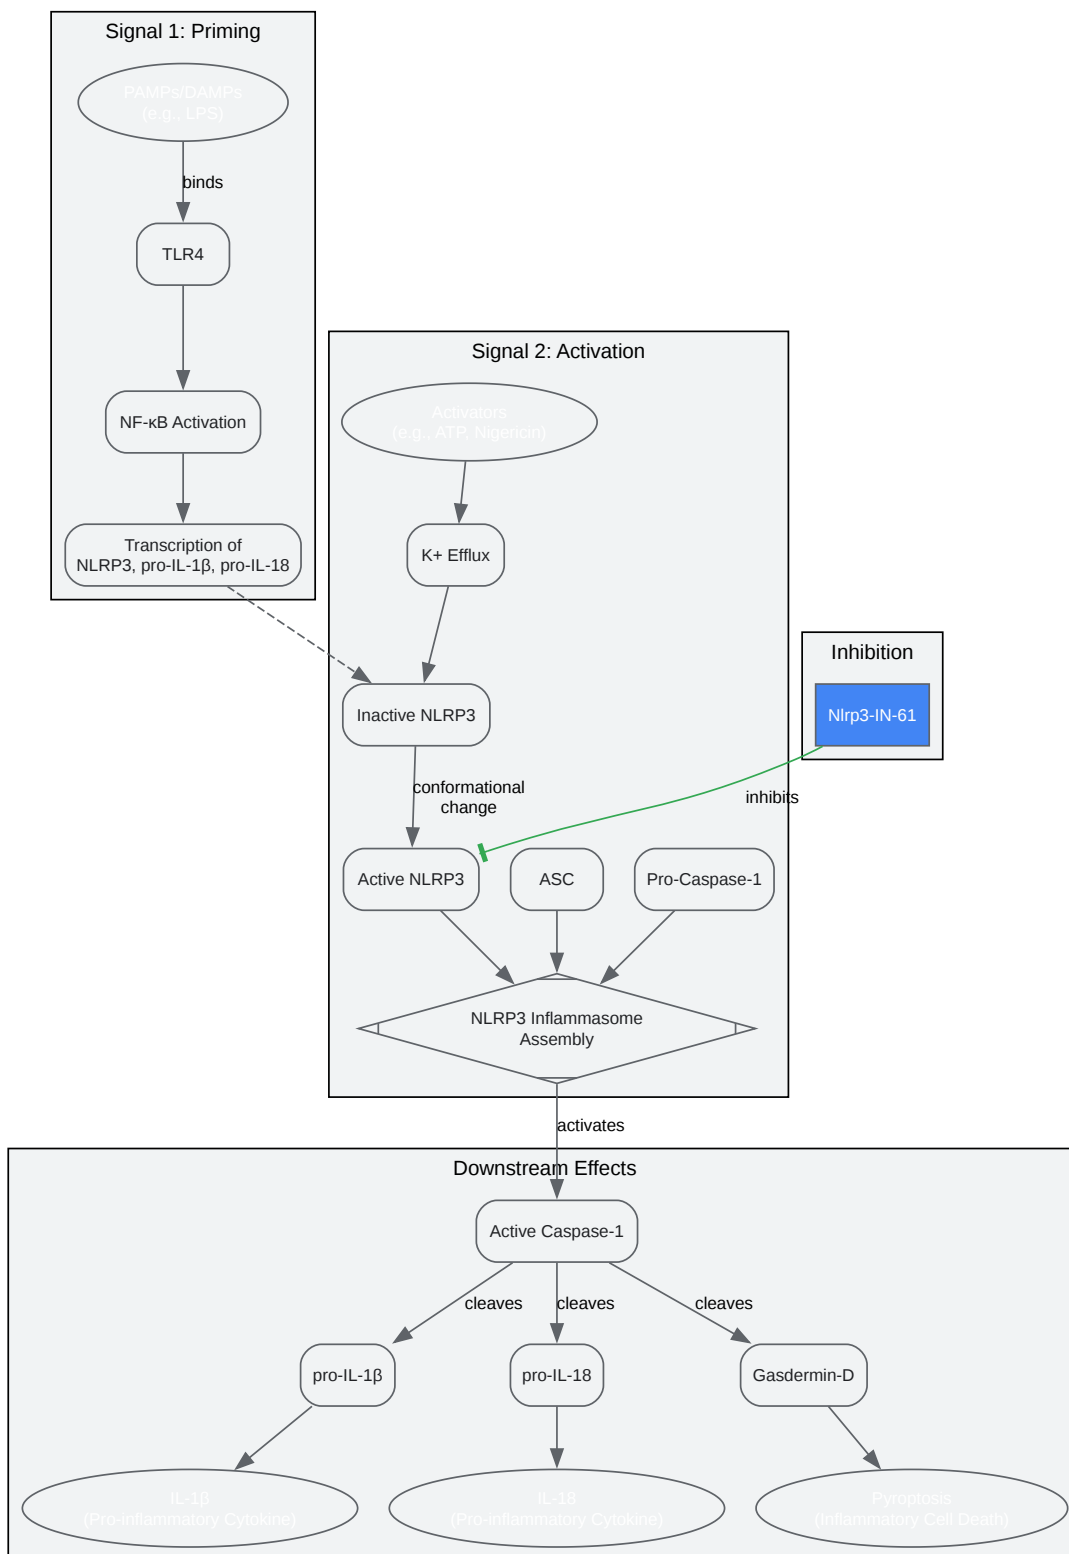 Signal 1: Priming
PAMPs/DAMPs
(e.g., LPS)
binds
TLR4
NF-κB Activation
Transcription of
NLRP3, pro-IL-1β, pro-IL-18
Signal 2: Activation
Activators
(e.g., ATP, Nigericin)
K+ Efflux
Inactive NLRP3
conformational
change
Inhibition
Nlrp3-IN-61
inhibits
Active NLRP3
ASC
Pro-Caspase-1
NLRP3 Inflammasome
Assembly
activates
Downstream Effects
Active Caspase-1
cleaves
cleaves
cleaves
pro-IL-1β
pro-IL-18
Gasdermin-D
IL-1β
(Pro-inflammatory Cytokine)
IL-18
(Pro-inflammatory Cytokine)
Pyroptosis
(Inflammatory Cell Death)